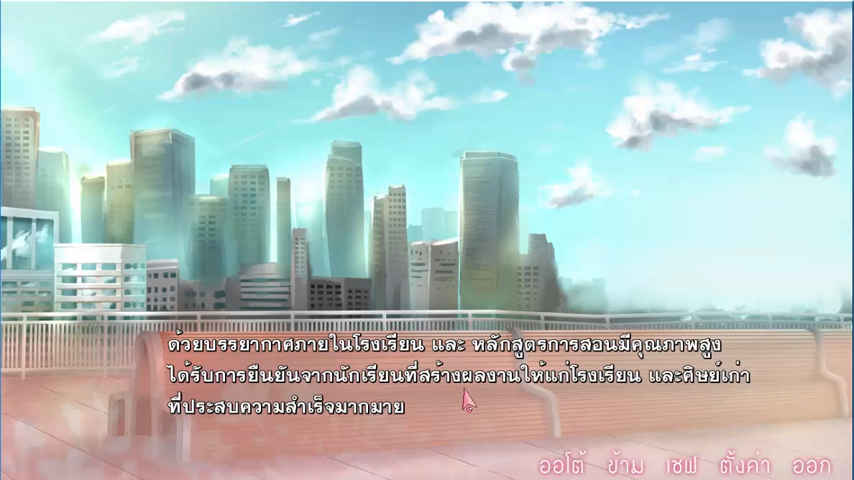 ด้วยบรรยากาศภายในโรงเรียน และ หลักสูตรการสอนมีคุณภาพสูง
ได้รับการยืนยันจากนักเรียนที่สร้างผลงานให้แก่โรงเรียน และศิษย์เก่า
ที่ประสบความสำเร็จมากมาย
ออโต้ ข้าม เซฟ ตั้งค่า ออก